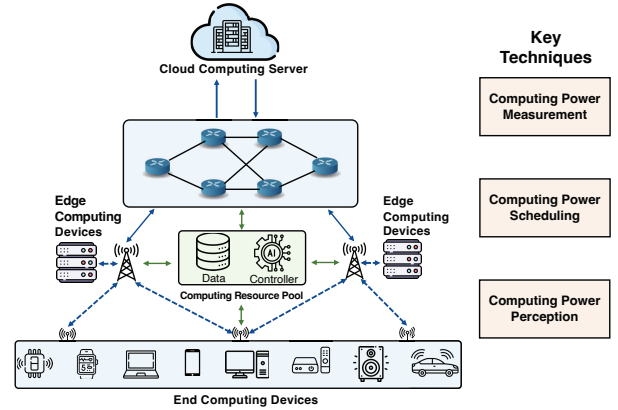 Cloud Computing Server
Key
Techniques
Computing Power
Measurement
Edge
Computing
Devices
Edge
Computing
Devices
Computing Power
Scheduling
AI
Data
Controller
Computing Resource Pool
Computing Power
Perception
End Computing Devices